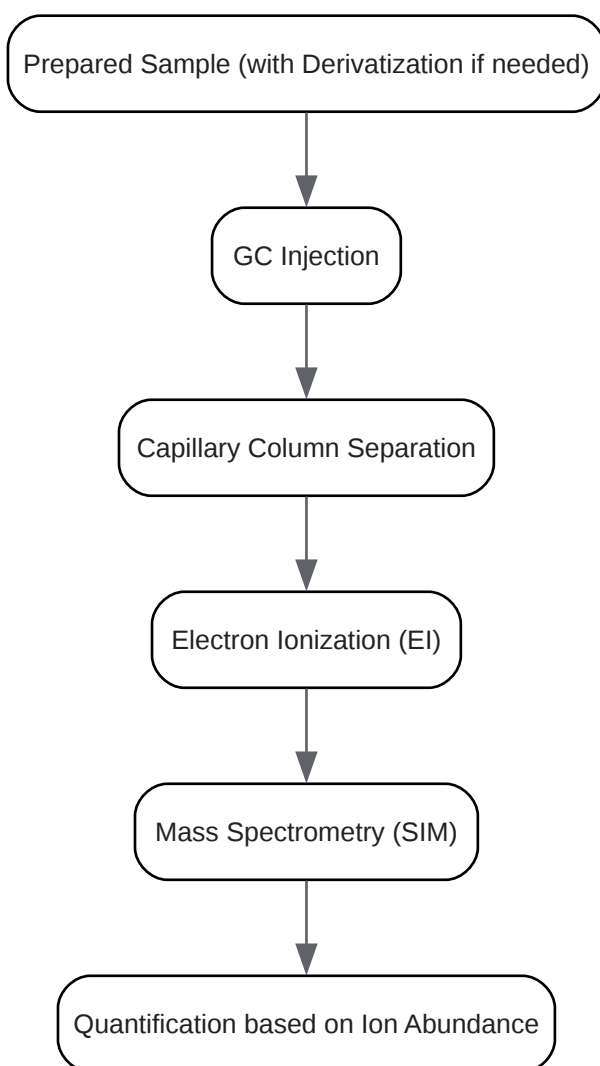 Prepared Sample (with Derivatization if needed)
GC Injection
Capillary Column Separation
Electron Ionization (EI)
Mass Spectrometry (SIM)
Quantification based on Ion Abundance